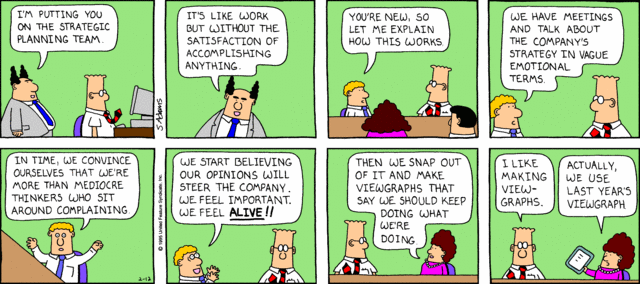 I'M PUTTING YOU
ON THE STRATEGIC
PLANNING TEAM.
IT'S LIKE WORK
BUT WITHOUT THE
SATISFACTION OF
ACCOMPLISHING
ANYTHING.
S.Adams
YOU'RE NEW, SO
LET ME EXPLAIN
HOW THIS WORKS.
WE HAVE MEETINGS
AND TALK ABOUT
THE COMPANY'S
STRATEGY IN VAGUE
EMOTIONAL
TERMS.
IN TIME, WE CONVINCE
OURSELVES THAT WE'RE
MORE THAN MEDIOCRE
THINKERS WHO SIT
AROUND COMPLAINING.
2-12
WE START BELIEVING
OUR OPINIONS WILL
STEER THE COMPANY.
WE FEEL IMPORTANT.
WE FEEL ALIVE!!
THEN WE SNAP OUT
OF IT AND MAKE
VIEWGRAPHS THAT
SAY WE SHOULD KEEP
DOING WHAT
WE'RE
DOING.
I LIKE
MAKING
VIEW-
GRAPHS.
ACTUALLY,
WE USE
LAST YEAR'S
VIEWGRAPH.